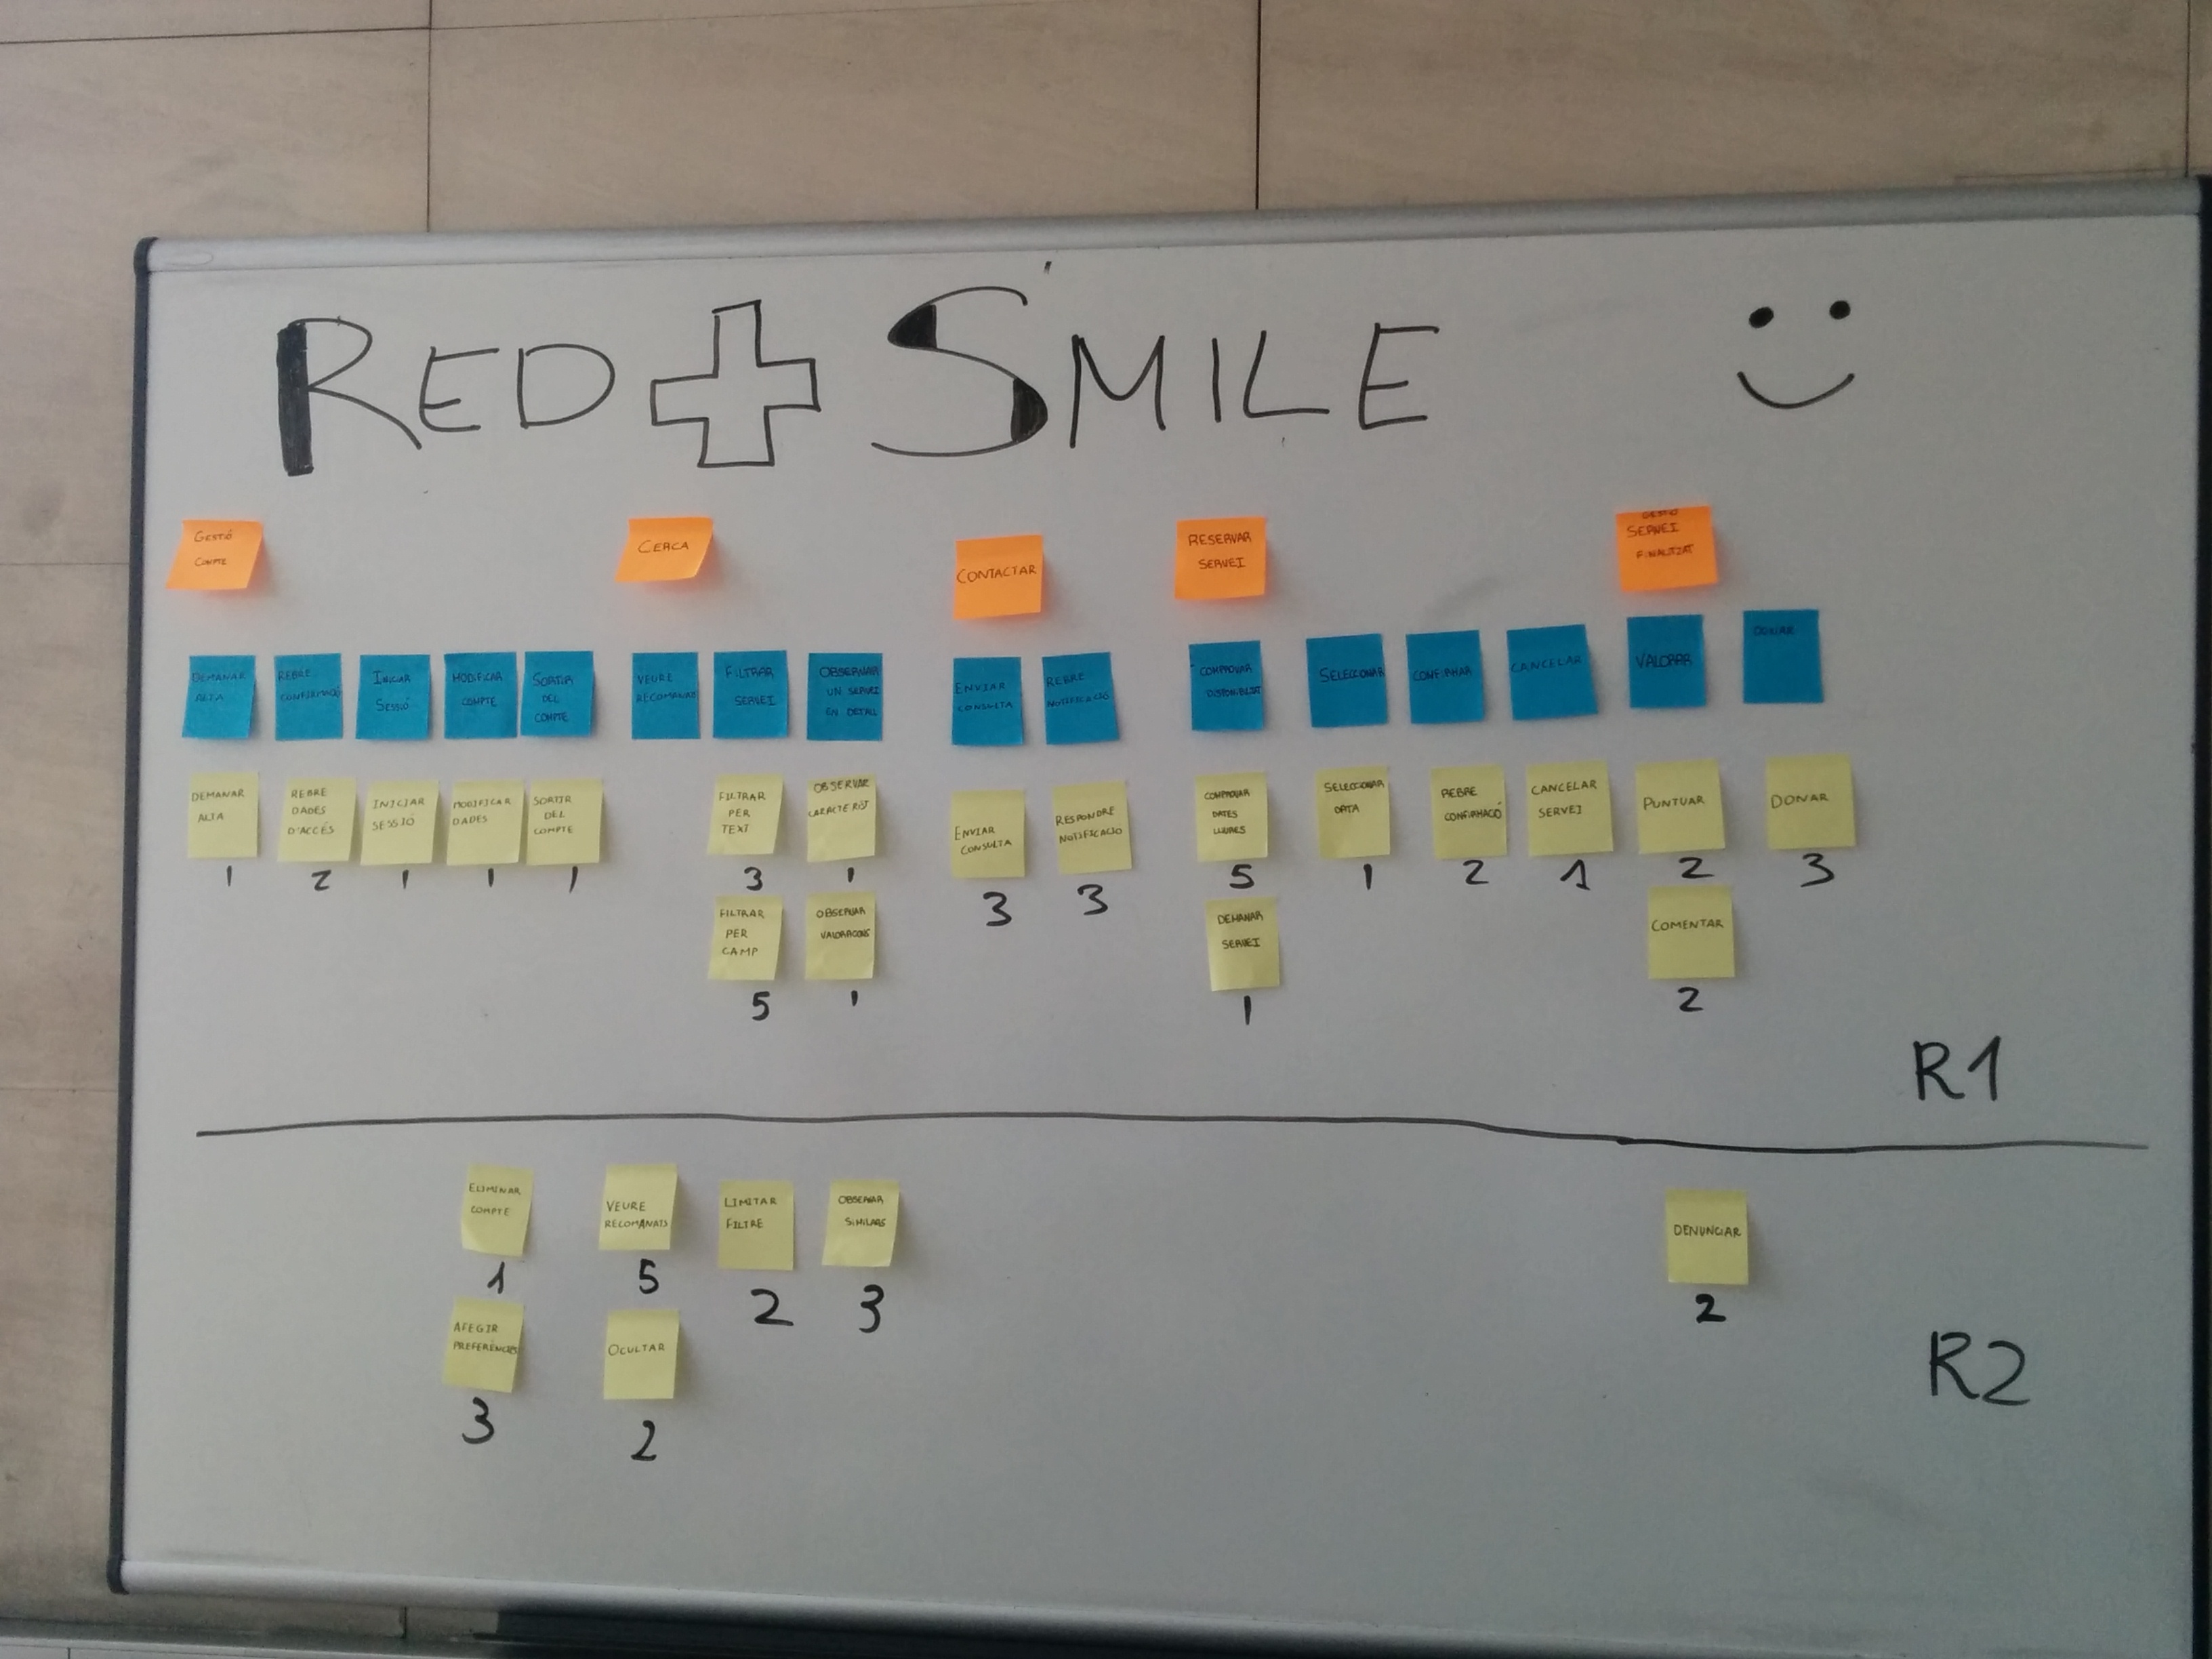 RED SMILE
GESTIÓ
COMPTE
CERCA
CONTACTAR
RESERVAR
SERVEI
GESTIÓ
SERVEI
FINALITZAT
DEMANAR
ALTA
REBRE
CONFIRMACIÓ
INICIAR
SESSIÓ
MODIFICAR
COMPTE
SORTIR
DEL
COMPTE
VEURE
RECOMANATS
FILTRAR
SERVEI
OBSERVAR
UN SERVEI
EN DETALL
ENVIAR
CONSULTA
REBRE
NOTIFICACIÓ
COMPROVAR
SELECCIONAR
CONFIRMAR
CANCELAR
VALORAR
DONAR
DEMANAR
ALTA
1
REBRE
DADES
D'ACCÉS
2
INICIAR
SESSIÓ
1
MODIFICAR
DADES
1
SORTIR
DEL
COMPTE
1
FILTRAR
PER
TEXT
3
OBSERVAR
CARACTERÍST
1
ENVIAR
CONSULTA
3
RESPONDRE
NOTIFICACIÓ
3
COMPROVAR
DATES
LLIURES
5
SELECCIONAR
DATA
1
REBRE
CONFIRMACIÓ
2
CANCELAR
SERVEI
1
PUNTUAR
2
DONAR
3
FILTRAR
PER
CAMP
5
OBSERVAR
VALORACIONS
1
DEMANAR
SERVEI
1
COMENTAR
2
R1
ELIMINAR
COMPTE
1
VEURE
RECOMANATS
5
LIMITAR
FILTRE
2
OBSERVAR
SIMILARS
3
DENUNCIAR
2
AFEGIR
PREFERÈNCIES
3
OCULTAR
2
R2